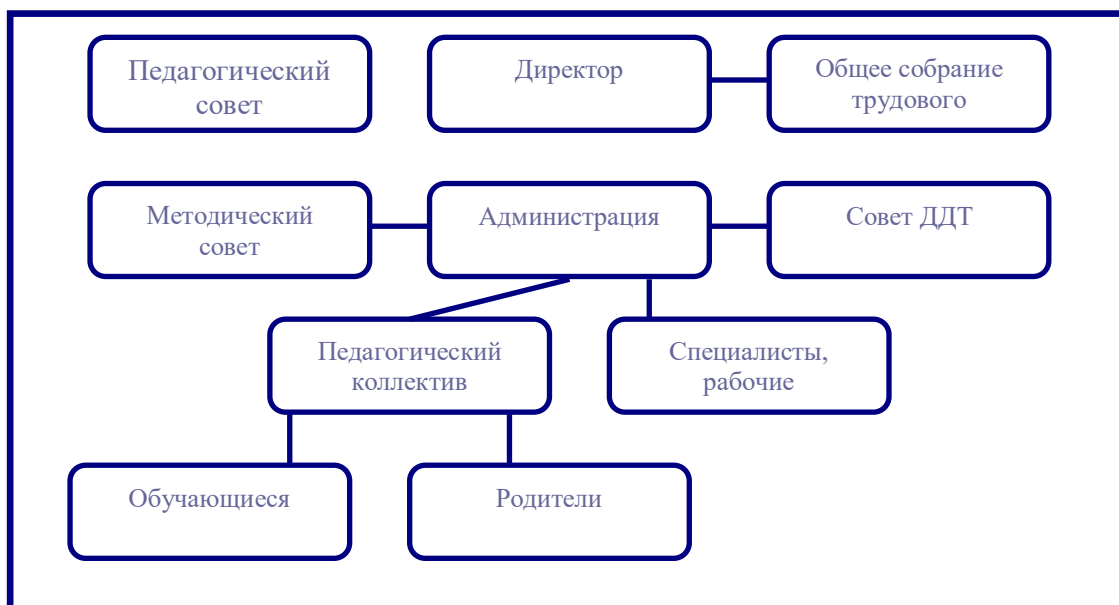 Педагогический
совет
Директор
Общее собрание
трудового
Методический
совет
Администрация
Совет ДДТ
Педагогический
коллектив
Специалисты,
рабочие
Обучающиеся
Родители